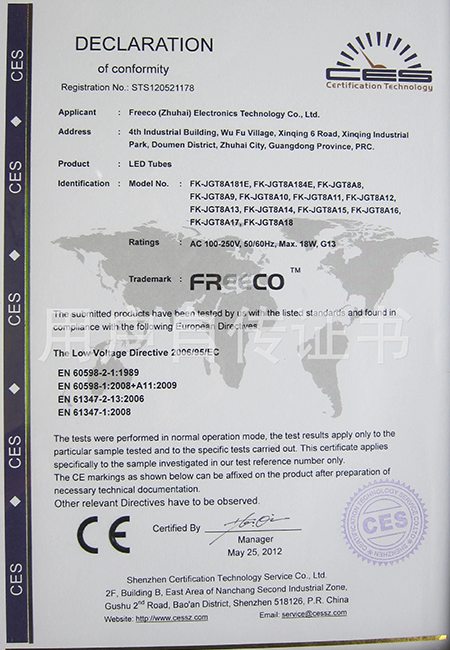 DECLARATION
of conformity
Registration No.: STS120521178
CES
Certification Technology
Applicant : Freeco (Zhuhai) Electronics Technology Co., Ltd.
Address : 4th Industrial Building, Wu Fu Village, Xinqing 6 Road, Xinqing Industrial
Park, Doumen District, Zhuhai City, Guangdong Province, PRC.
Product : LED Tubes
Identification : Model No. : FK-JGT8A181E, FK-JGT8A184E, FK-JGT8A8,
FK-JGT8A9, FK-JGT8A10, FK-JGT8A11, FK-JGT8A12,
FK-JGT8A13, FK-JGT8A14, FK-JGT8A15, FK-JGT8A16,
FK-JGT8A17, FK-JGT8A18
Ratings : AC 100-250V, 50/60Hz, Max. 18W, G13
Trademark : FREECO ™
The submitted products have been tested by us with the listed standards and found in
compliance with the following European Directives.
The Low Voltage Directive 2006/95/EC
EN 60598-2-1:1989
EN 60598-1:2008+A11:2009
EN 61347-2-13:2006
EN 61347-1:2008
The tests were performed in normal operation mode, the test results apply only to the
particular sample tested and to the specific tests carried out. This certificate applies
specifically to the sample investigated in our test reference number only.
The CE markings as shown below can be affixed on the product after preparation of
necessary technical documentation.
Other relevant Directives have to be observed.
CE
Certified By
Manager
May 25, 2012
CES
Shenzhen Certification Technology Service Co., Ltd.
2F, Building B, East Area of Nanchang Second Industrial Zone,
Gushu 2nd Road, Bao'an District, Shenzhen 518126, P.R. China
Website: http://www.cessz.com Email: service@cessz.com
CES
CES
CES
CES
CES